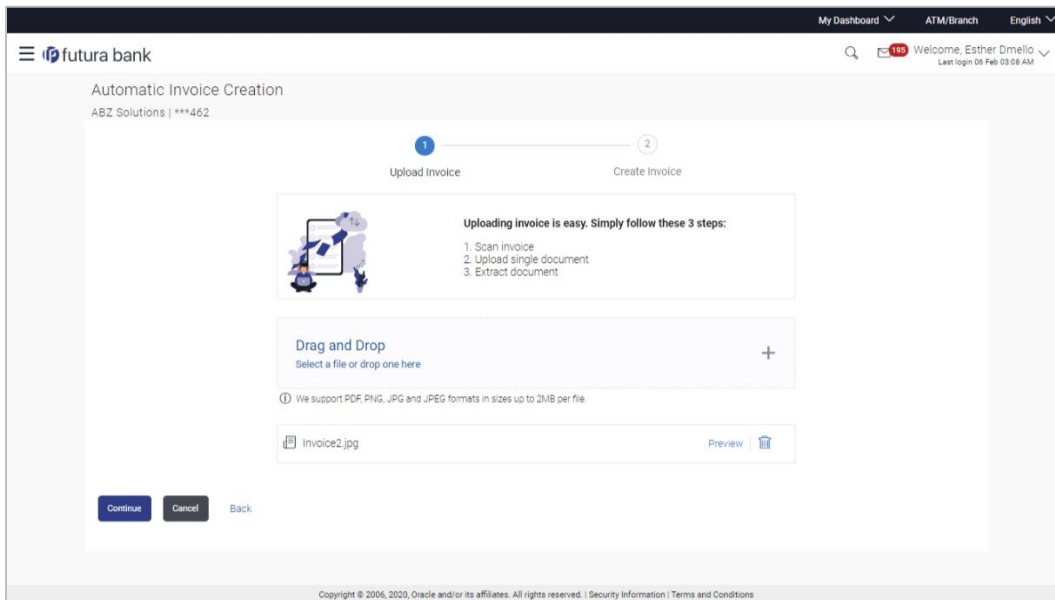 My Dashboard ATM/Branch English
futura bank
195 Welcome, Esther Dmello
Last login 06 Feb 03:08 AM
Automatic Invoice Creation
ABZ Solutions | ***462
1 2
Upload Invoice Create Invoice
Uploading invoice is easy. Simply follow these 3 steps:
1. Scan invoice
2. Upload single document
3. Extract document
Drag and Drop
Select a file or drop one here
We support PDF, PNG, JPG and JPEG formats in sizes up to 2MB per file.
Invoice2.jpg Preview
Continue Cancel Back
Copyright © 2006, 2020, Oracle and/or its affiliates. All rights reserved. | Security Information | Terms and Conditions